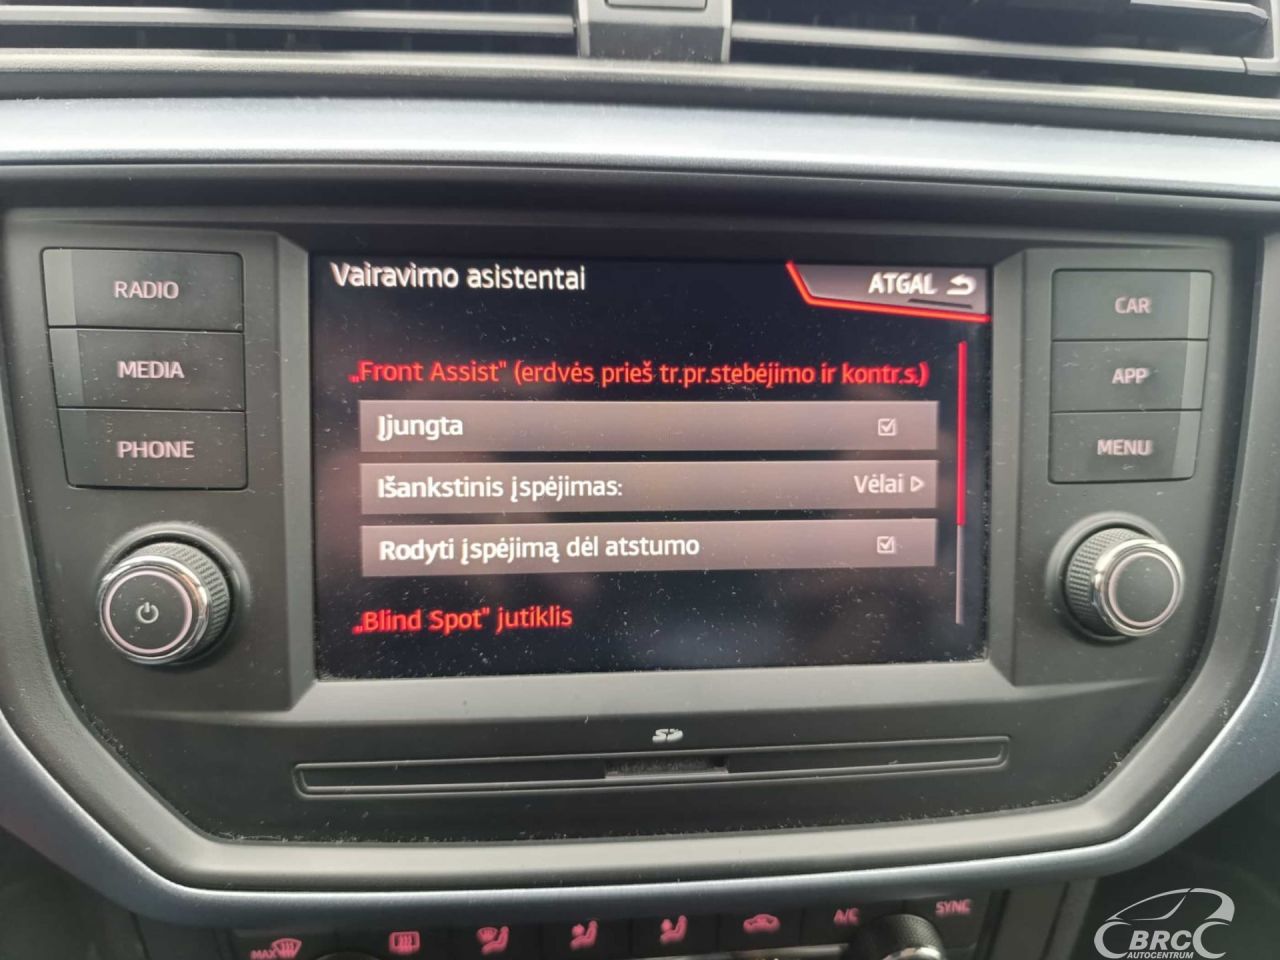 Vairavimo asistentai
ATGAL
„Front Assist" (erdvės prieš tr.pr.stebėjimo ir kontr.s.)
Įjungta
Išankstinis įspėjimas: Vėlai
Rodyti įspėjimą dėl atstumo
„Blind Spot" jutiklis
RADIO
MEDIA
PHONE
CAR
APP
MENU
SD
MAX
A/C
SYNC
BRC
AUTOCENTRUM